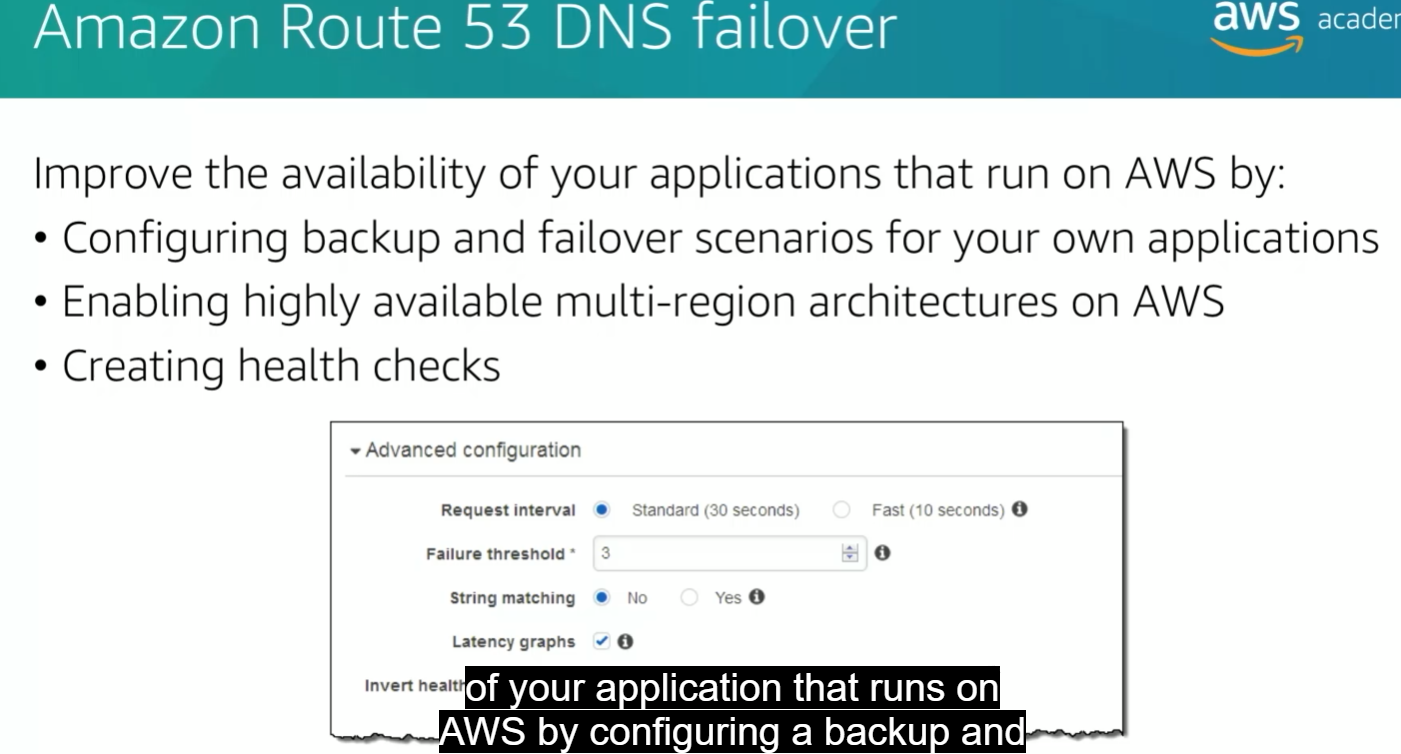 Amazon Route 53 DNS failover
aws
Improve the availability of your applications that run on AWS by:
• Configuring backup and failover scenarios for your own applications
• Enabling highly available multi-region architectures on AWS
• Creating health checks
Advanced configuration
Request interval Standard (30 seconds) Fast (10 seconds)
Failure threshold * 3
String matching No Yes
Latency graphs
Invert health
of your application that runs on
AWS by configuring a backup and